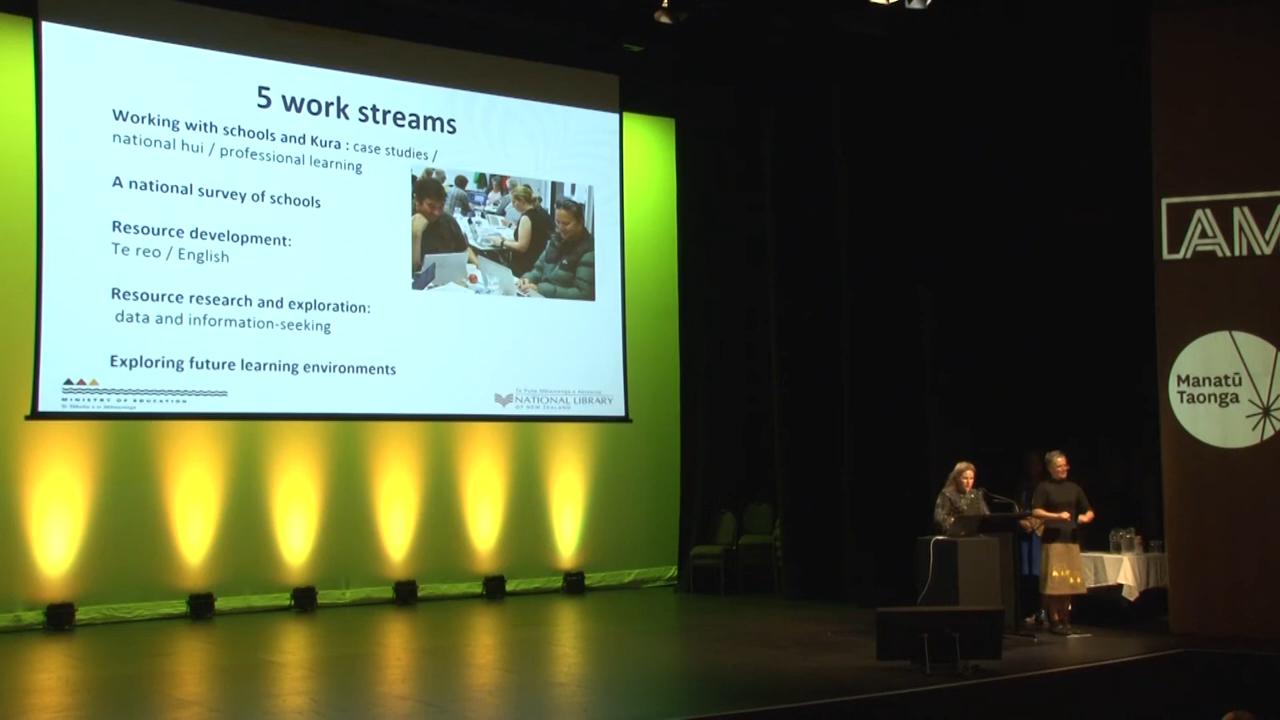 5 work streams
Working with schools and Kura : case studies /
national hui / professional learning
A national survey of schools
Resource development:
Te reo / English
Resource research and exploration:
data and information-seeking
Exploring future learning environments
MINISTRY OF EDUCATION
NATIONAL LIBRARY
OF NEW ZEALAND
AM
Manatū
Taonga